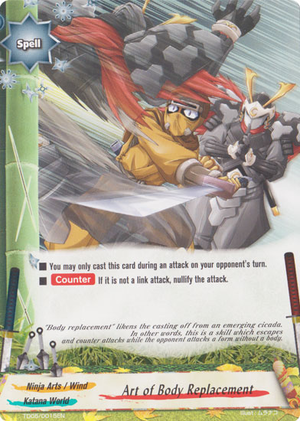 Spell
■ You may only cast this card during an attack on your opponent's turn.
■ Counter If it is not a link attack, nullify the attack.
"Body replacement" likens the casting off from an emerging cicada.
In other words, this is a skill which escapes
and counter attacks while the opponent attacks a form without a body.
Ninja Arts / Wind
Katana World
Art of Body Replacement